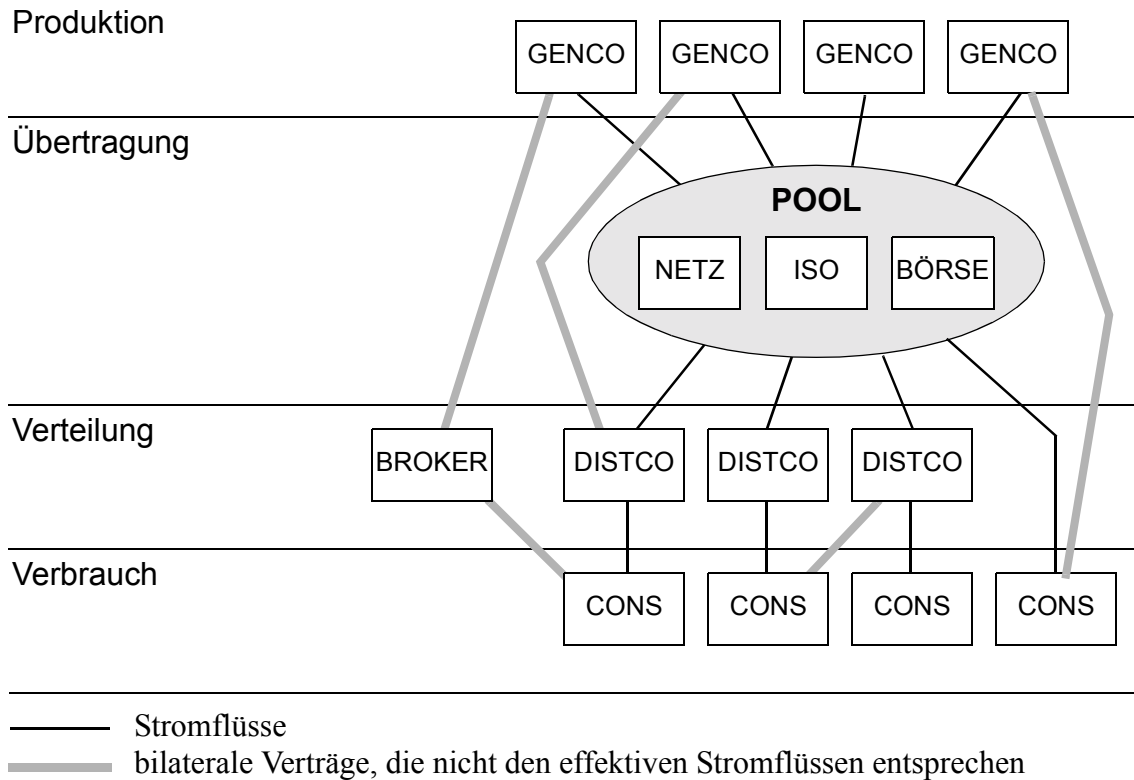 Produktion
GENCO GENCO GENCO GENCO
Übertragung
POOL
NETZ ISO BÖRSE
Verteilung
BROKER DISTCO DISTCO DISTCO
Verbrauch
CONS CONS CONS CONS
Stromflüsse
bilaterale Verträge, die nicht den effektiven Stromflüssen entsprechen